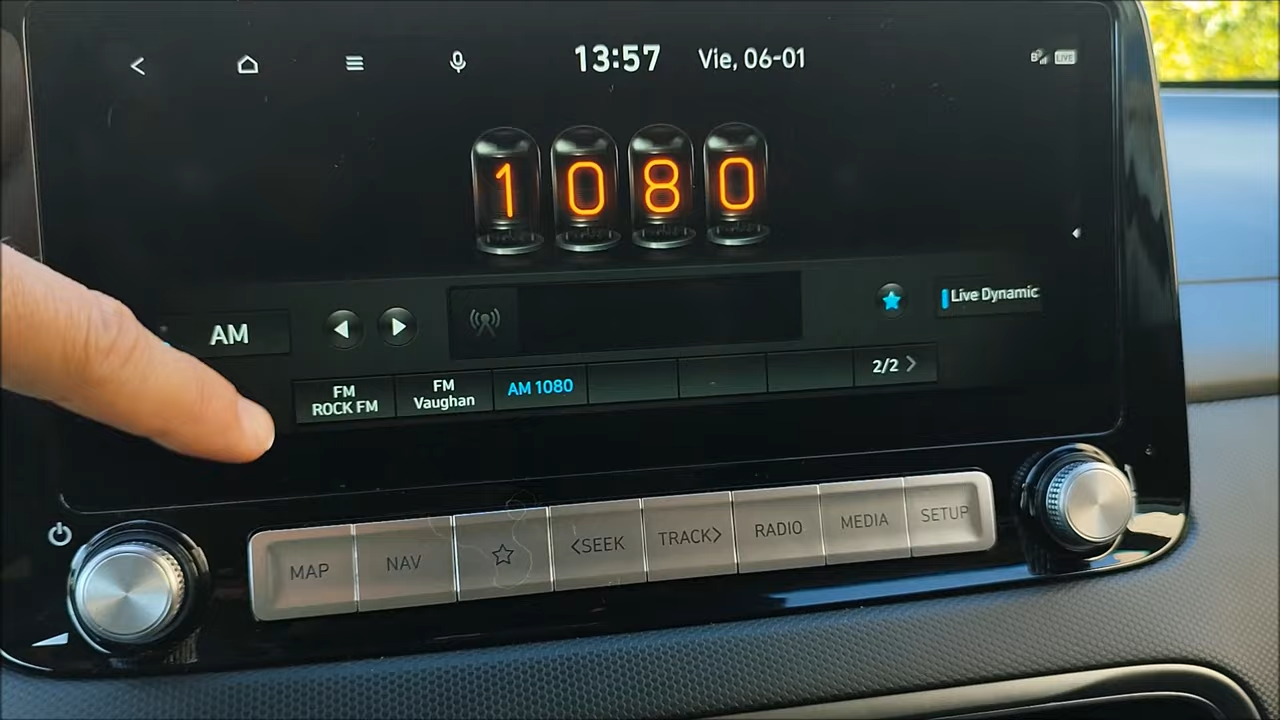 13:57 Vie, 06-01
LIVE
1080
AM
Live Dynamic
FM
ROCK FM
FM
Vaughan
AM 1080
2/2 >
MAP
NAV
<SEEK
TRACK>
RADIO
MEDIA
SETUP